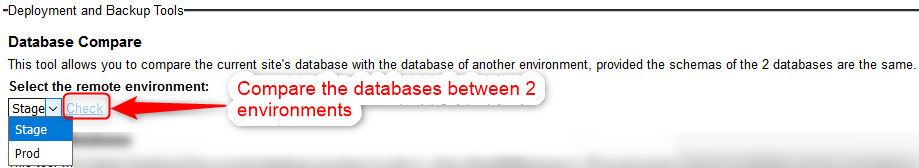 Deployment and Backup Tools
Database Compare
This tool allows you to compare the current site's database with the database of another environment, provided the schemas of the 2 databases are the same.
Select the remote environment:
Stage Check
Compare the databases between 2
environments
Stage
Prod